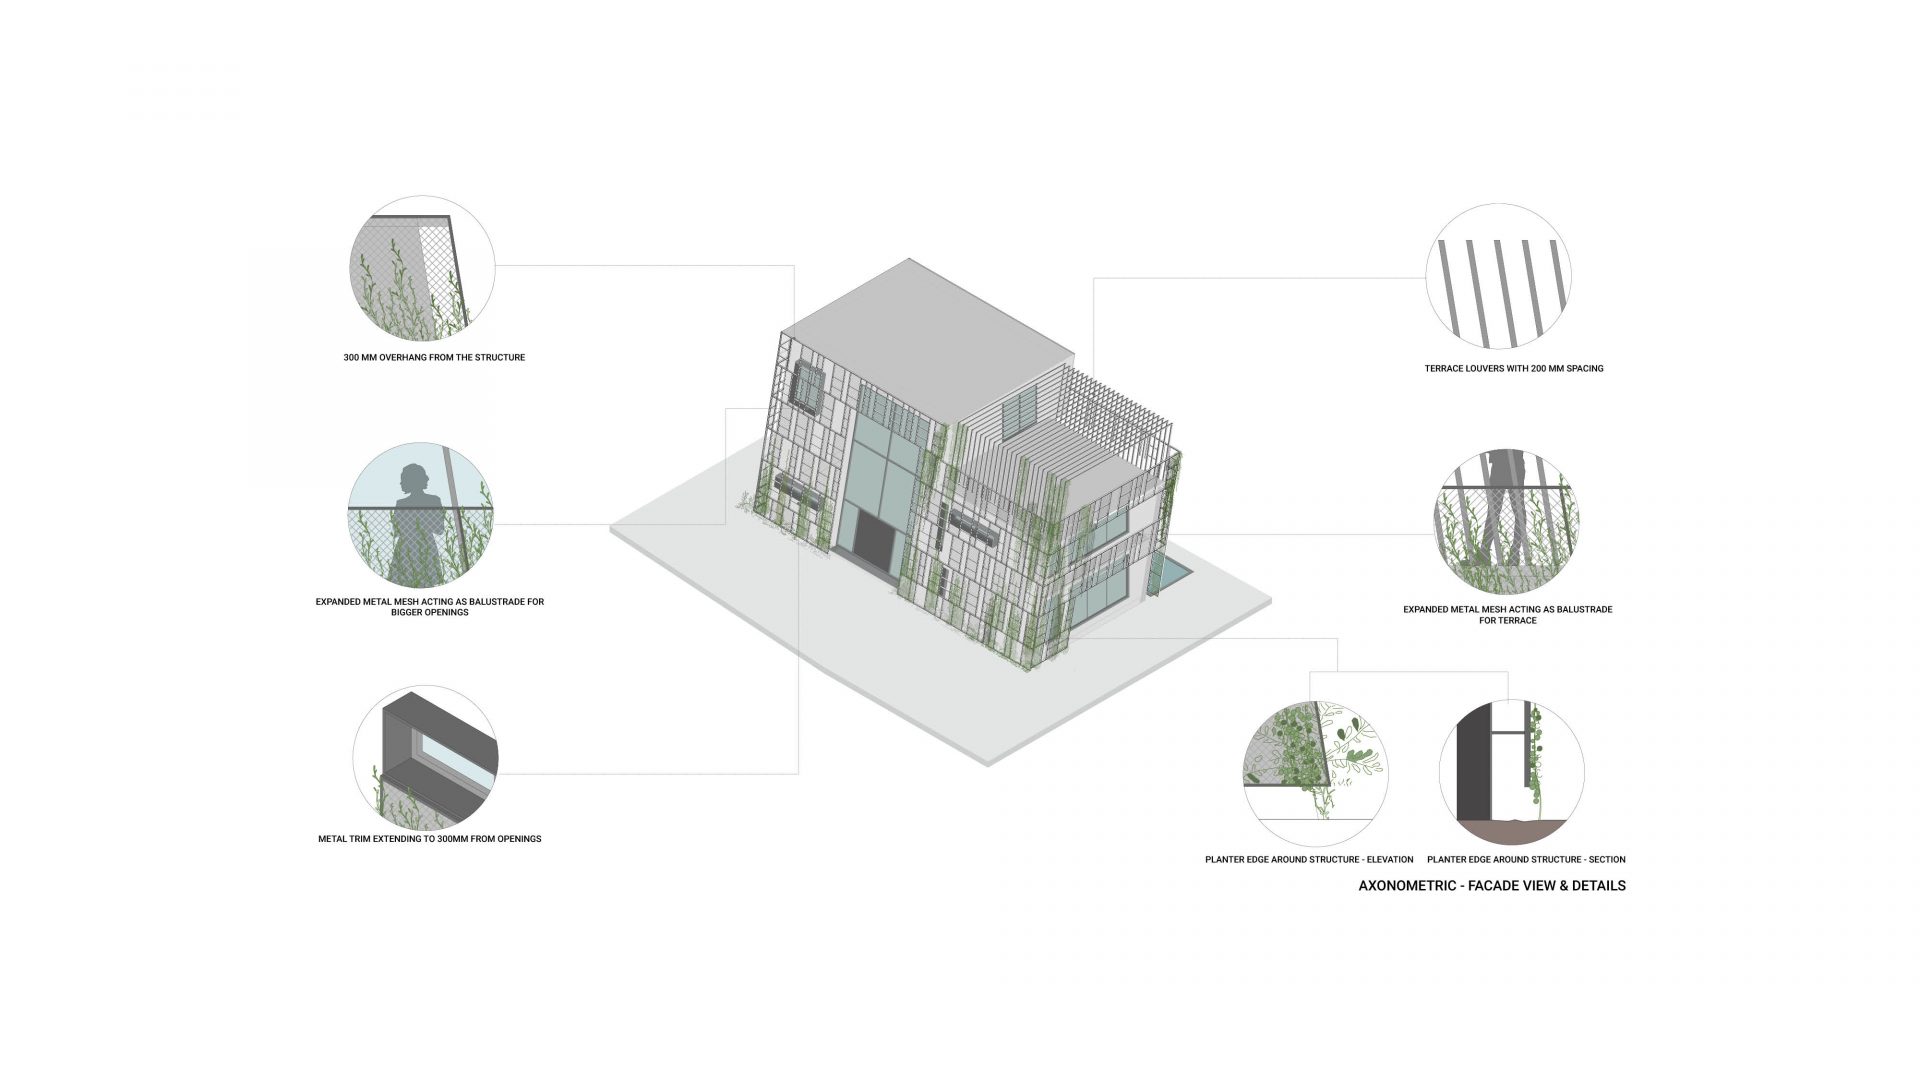 300 MM OVERHANG FROM THE STRUCTURE
TERRACE LOUVERS WITH 200 MM SPACING
EXPANDED METAL MESH ACTING AS BALUSTRADE FOR
BIGGER OPENINGS
EXPANDED METAL MESH ACTING AS BALUSTRADE
FOR TERRACE
METAL TRIM EXTENDING TO 300MM FROM OPENINGS
PLANTER EDGE AROUND STRUCTURE - ELEVATION
PLANTER EDGE AROUND STRUCTURE - SECTION
AXONOMETRIC - FACADE VIEW & DETAILS